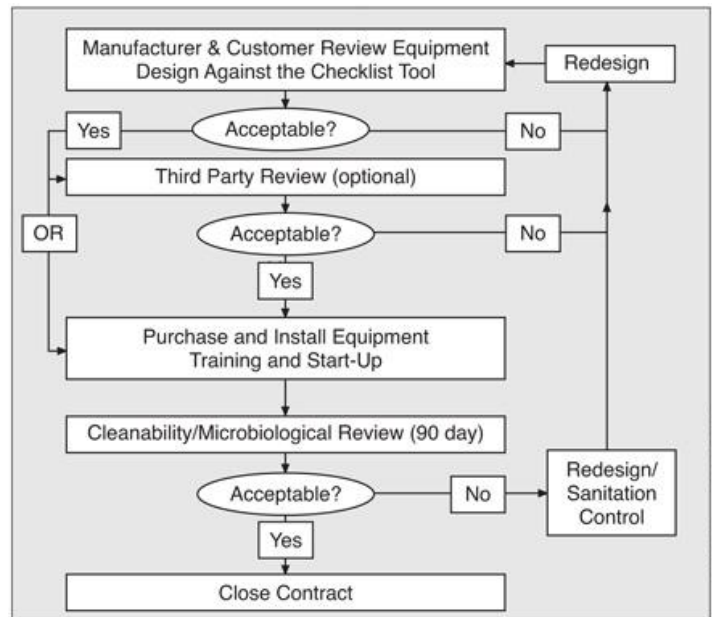 Manufacturer & Customer Review Equipment
Design Against the Checklist Tool
Redesign
Yes
Acceptable?
No
Third Party Review (optional)
OR
Acceptable?
No
Yes
Purchase and Install Equipment
Training and Start-Up
Cleanability/Microbiological Review (90 day)
Acceptable?
No
Redesign/
Sanitation
Control
Yes
Close Contract